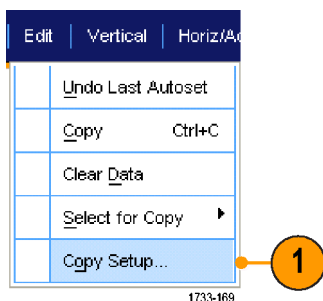 Edit | Vertical | Horiz/Ac
Undo Last Autoset
Copy Ctrl+C
Clear Data
Select for Copy
Copy Setup...
1
1733-169